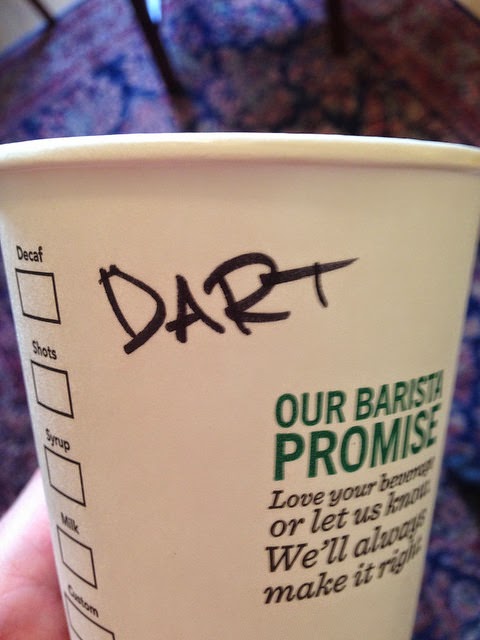 Decaf
Shots
Syrup
Milk
Custom
DART
OUR BARISTA
PROMISE
Love your beverage
or let us know.
We'll always
make it right.